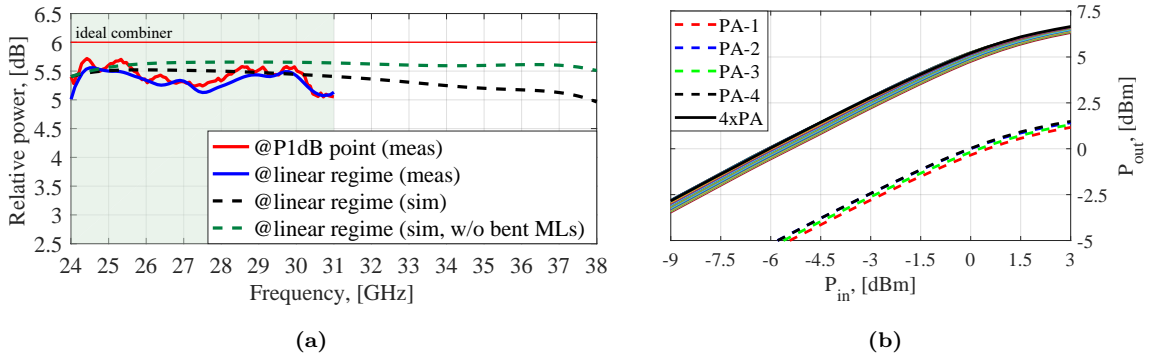 Relative power, [dB]
6.5
6
5.5
5
4.5
4
3.5
3
2.5
ideal combiner
@P1dB point (meas)
@linear regime (meas)
@linear regime (sim)
@linear regime (sim, w/o bent MLs)
24 25 26 27 28 29 30 31 32 33 34 35 36 37 38
Frequency, [GHz]
(a)
PA-1
PA-2
PA-3
PA-4
4xPA
7.5
5
2.5
0
-2.5
-5
Pout, [dBm]
-9 -7.5 -6 -4.5 -3 -1.5 0 1.5 3
Pin, [dBm]
(b)